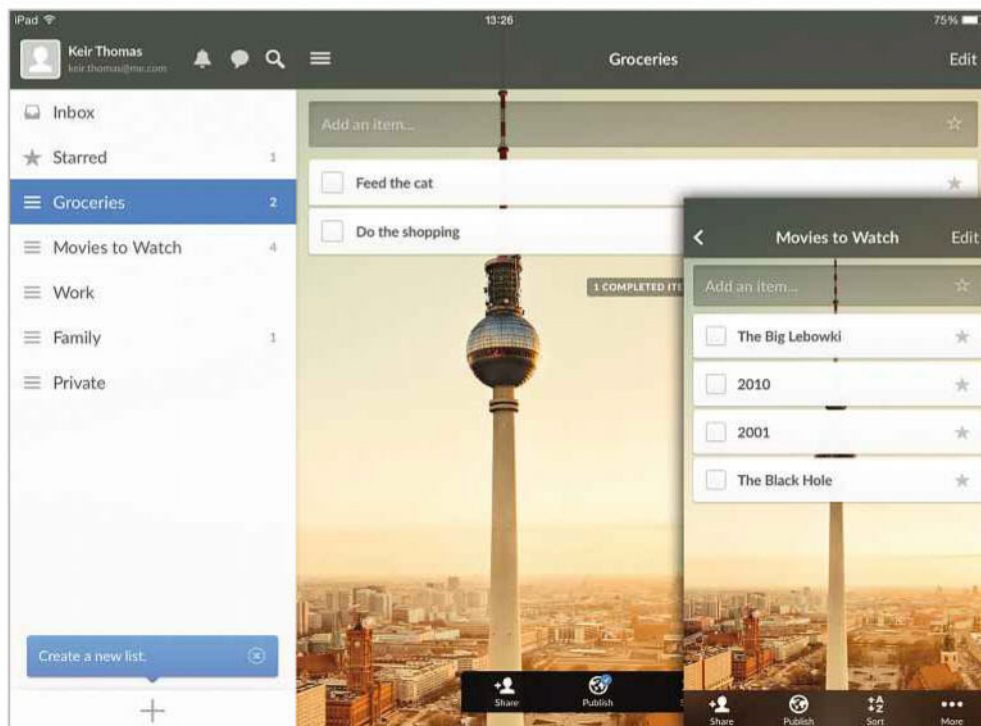 iPad 13:26 75%
Keir Thomas
keir.thomas@me.com
Groceries
Edit
Inbox
Starred 1
Groceries 2
Movies to Watch 4
Work
Family 1
Private
Create a new list.
Add an item...
Feed the cat
Do the shopping
1 COMPLETED ITE
Share
Publish
Movies to Watch
Edit
Add an item...
The Big Lebowki
2010
2001
The Black Hole
Share
Publish
Sort
More